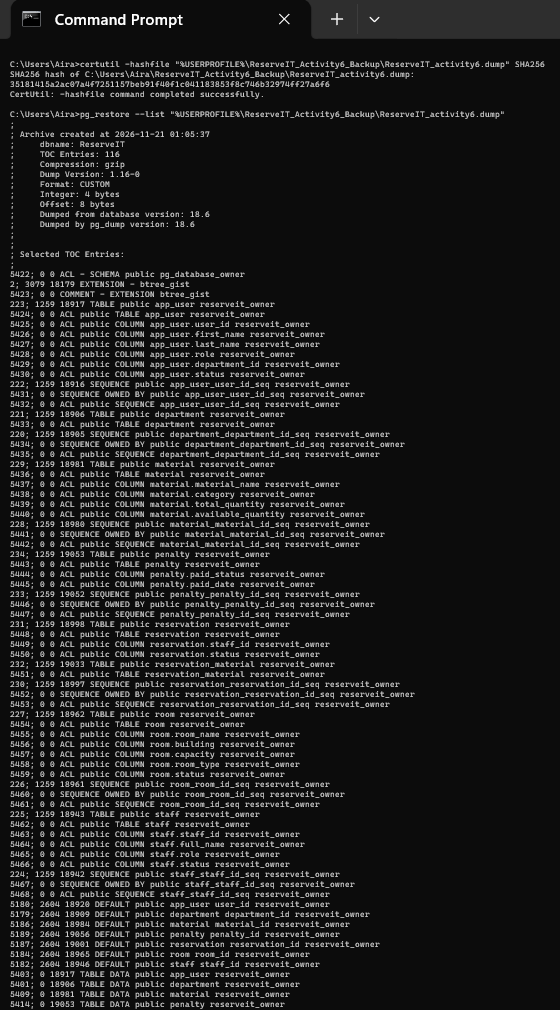 Command Prompt
C:\Users\Aira>certutil -hashfile "%USERPROFILE%\ReserveIT_Activity6_Backup\ReserveIT_activity6.dump" SHA256
SHA256 hash of C:\Users\Aira\ReserveIT_Activity6_Backup\ReserveIT_activity6.dump:
35181415a2ac07a4f7251157beb91f40f1c041183853f8c746b32974ff27a6f6
CertUtil: -hashfile command completed successfully.
C:\Users\Aira>pg_restore --list "%USERPROFILE%\ReserveIT_Activity6_Backup\ReserveIT_activity6.dump"
;
; Archive created at 2026-11-21 01:05:37
;     dbname: ReserveIT
;     TOC Entries: 116
;     Compression: gzip
;     Dump Version: 1.16-0
;     Format: CUSTOM
;     Integer: 4 bytes
;     Offset: 8 bytes
;     Dumped from database version: 18.6
;     Dumped by pg_dump version: 18.6
;
;
; Selected TOC Entries:
;
5422; 0 0 ACL - SCHEMA public pg_database_owner
2; 3079 18179 EXTENSION - btree_gist
5423; 0 0 COMMENT - EXTENSION btree_gist
223; 1259 18917 TABLE public app_user reserveit_owner
5424; 0 0 ACL public TABLE app_user reserveit_owner
5425; 0 0 ACL public COLUMN app_user.user_id reserveit_owner
5426; 0 0 ACL public COLUMN app_user.first_name reserveit_owner
5427; 0 0 ACL public COLUMN app_user.last_name reserveit_owner
5428; 0 0 ACL public COLUMN app_user.role reserveit_owner
5429; 0 0 ACL public COLUMN app_user.department_id reserveit_owner
5430; 0 0 ACL public COLUMN app_user.status reserveit_owner
222; 1259 18916 SEQUENCE public app_user_user_id_seq reserveit_owner
5431; 0 0 SEQUENCE OWNED BY public app_user_user_id_seq reserveit_owner
5432; 0 0 ACL public SEQUENCE app_user_user_id_seq reserveit_owner
221; 1259 18906 TABLE public department reserveit_owner
5433; 0 0 ACL public TABLE department reserveit_owner
220; 1259 18905 SEQUENCE public department_department_id_seq reserveit_owner
5434; 0 0 SEQUENCE OWNED BY public department_department_id_seq reserveit_owner
5435; 0 0 ACL public SEQUENCE department_department_id_seq reserveit_owner
229; 1259 18981 TABLE public material reserveit_owner
5436; 0 0 ACL public TABLE material reserveit_owner
5437; 0 0 ACL public COLUMN material.material_name reserveit_owner
5438; 0 0 ACL public COLUMN material.category reserveit_owner
5439; 0 0 ACL public COLUMN material.total_quantity reserveit_owner
5440; 0 0 ACL public COLUMN material.available_quantity reserveit_owner
228; 1259 18980 SEQUENCE public material_material_id_seq reserveit_owner
5441; 0 0 SEQUENCE OWNED BY public material_material_id_seq reserveit_owner
5442; 0 0 ACL public SEQUENCE material_material_id_seq reserveit_owner
234; 1259 19053 TABLE public penalty reserveit_owner
5443; 0 0 ACL public TABLE penalty reserveit_owner
5444; 0 0 ACL public COLUMN penalty.paid_status reserveit_owner
5445; 0 0 ACL public COLUMN penalty.paid_date reserveit_owner
233; 1259 19052 SEQUENCE public penalty_penalty_id_seq reserveit_owner
5446; 0 0 SEQUENCE OWNED BY public penalty_penalty_id_seq reserveit_owner
5447; 0 0 ACL public SEQUENCE penalty_penalty_id_seq reserveit_owner
231; 1259 18998 TABLE public reservation reserveit_owner
5448; 0 0 ACL public TABLE reservation reserveit_owner
5449; 0 0 ACL public COLUMN reservation.staff_id reserveit_owner
5450; 0 0 ACL public COLUMN reservation.status reserveit_owner
232; 1259 19033 TABLE public reservation_material reserveit_owner
5451; 0 0 ACL public TABLE reservation_material reserveit_owner
230; 1259 18997 SEQUENCE public reservation_reservation_id_seq reserveit_owner
5452; 0 0 SEQUENCE OWNED BY public reservation_reservation_id_seq reserveit_owner
5453; 0 0 ACL public SEQUENCE reservation_reservation_id_seq reserveit_owner
227; 1259 18962 TABLE public room reserveit_owner
5454; 0 0 ACL public TABLE room reserveit_owner
5455; 0 0 ACL public COLUMN room.room_name reserveit_owner
5456; 0 0 ACL public COLUMN room.building reserveit_owner
5457; 0 0 ACL public COLUMN room.capacity reserveit_owner
5458; 0 0 ACL public COLUMN room.room_type reserveit_owner
5459; 0 0 ACL public COLUMN room.status reserveit_owner
226; 1259 18961 SEQUENCE public room_room_id_seq reserveit_owner
5460; 0 0 SEQUENCE OWNED BY public room_room_id_seq reserveit_owner
5461; 0 0 ACL public SEQUENCE room_room_id_seq reserveit_owner
225; 1259 18943 TABLE public staff reserveit_owner
5462; 0 0 ACL public TABLE staff reserveit_owner
5463; 0 0 ACL public COLUMN staff.staff_id reserveit_owner
5464; 0 0 ACL public COLUMN staff.full_name reserveit_owner
5465; 0 0 ACL public COLUMN staff.role reserveit_owner
5466; 0 0 ACL public COLUMN staff.status reserveit_owner
224; 1259 18942 SEQUENCE public staff_staff_id_seq reserveit_owner
5467; 0 0 SEQUENCE OWNED BY public staff_staff_id_seq reserveit_owner
5468; 0 0 ACL public SEQUENCE staff_staff_id_seq reserveit_owner
5180; 2604 18920 DEFAULT public app_user user_id reserveit_owner
5179; 2604 18909 DEFAULT public department department_id reserveit_owner
5186; 2604 18984 DEFAULT public material material_id reserveit_owner
5189; 2604 19056 DEFAULT public penalty penalty_id reserveit_owner
5187; 2604 19001 DEFAULT public reservation reservation_id reserveit_owner
5184; 2604 18965 DEFAULT public room room_id reserveit_owner
5182; 2604 18946 DEFAULT public staff staff_id reserveit_owner
5403; 0 18917 TABLE DATA public app_user reserveit_owner
5401; 0 18906 TABLE DATA public department reserveit_owner
5409; 0 18981 TABLE DATA public material reserveit_owner
5414; 0 19053 TABLE DATA public penalty reserveit_owner